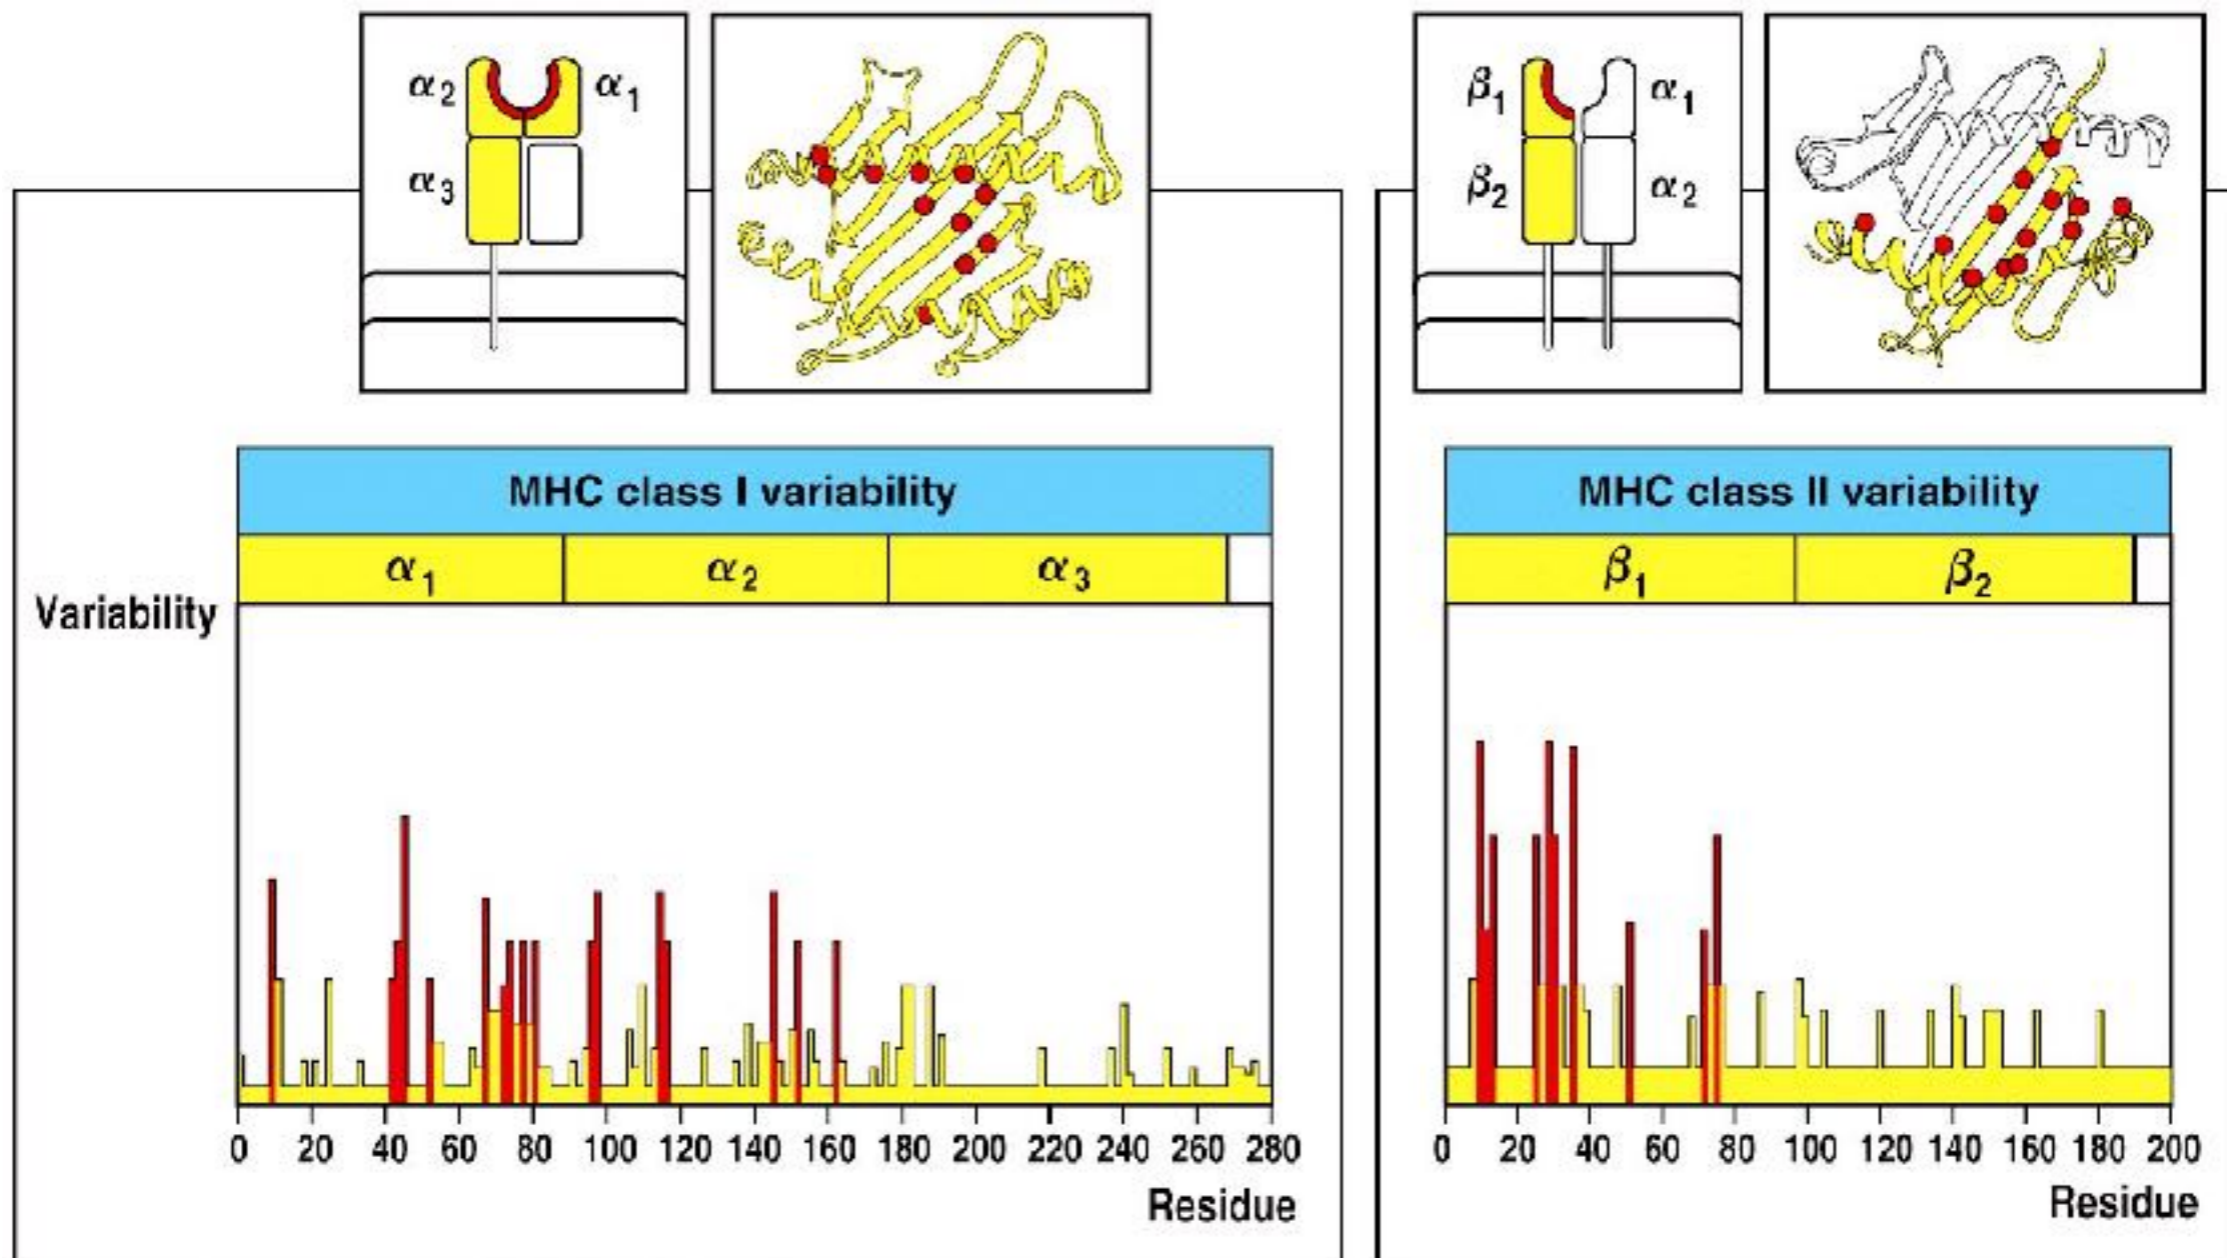 α2
α1
α3
β1
α1
β2
α2
MHC class I variability
α1 α2 α3
Variability
0 20 40 60 80 100 120 140 160 180 200 220 240 260 280
Residue
MHC class II variability
β1 β2
0 20 40 60 80 100 120 140 160 180 200
Residue